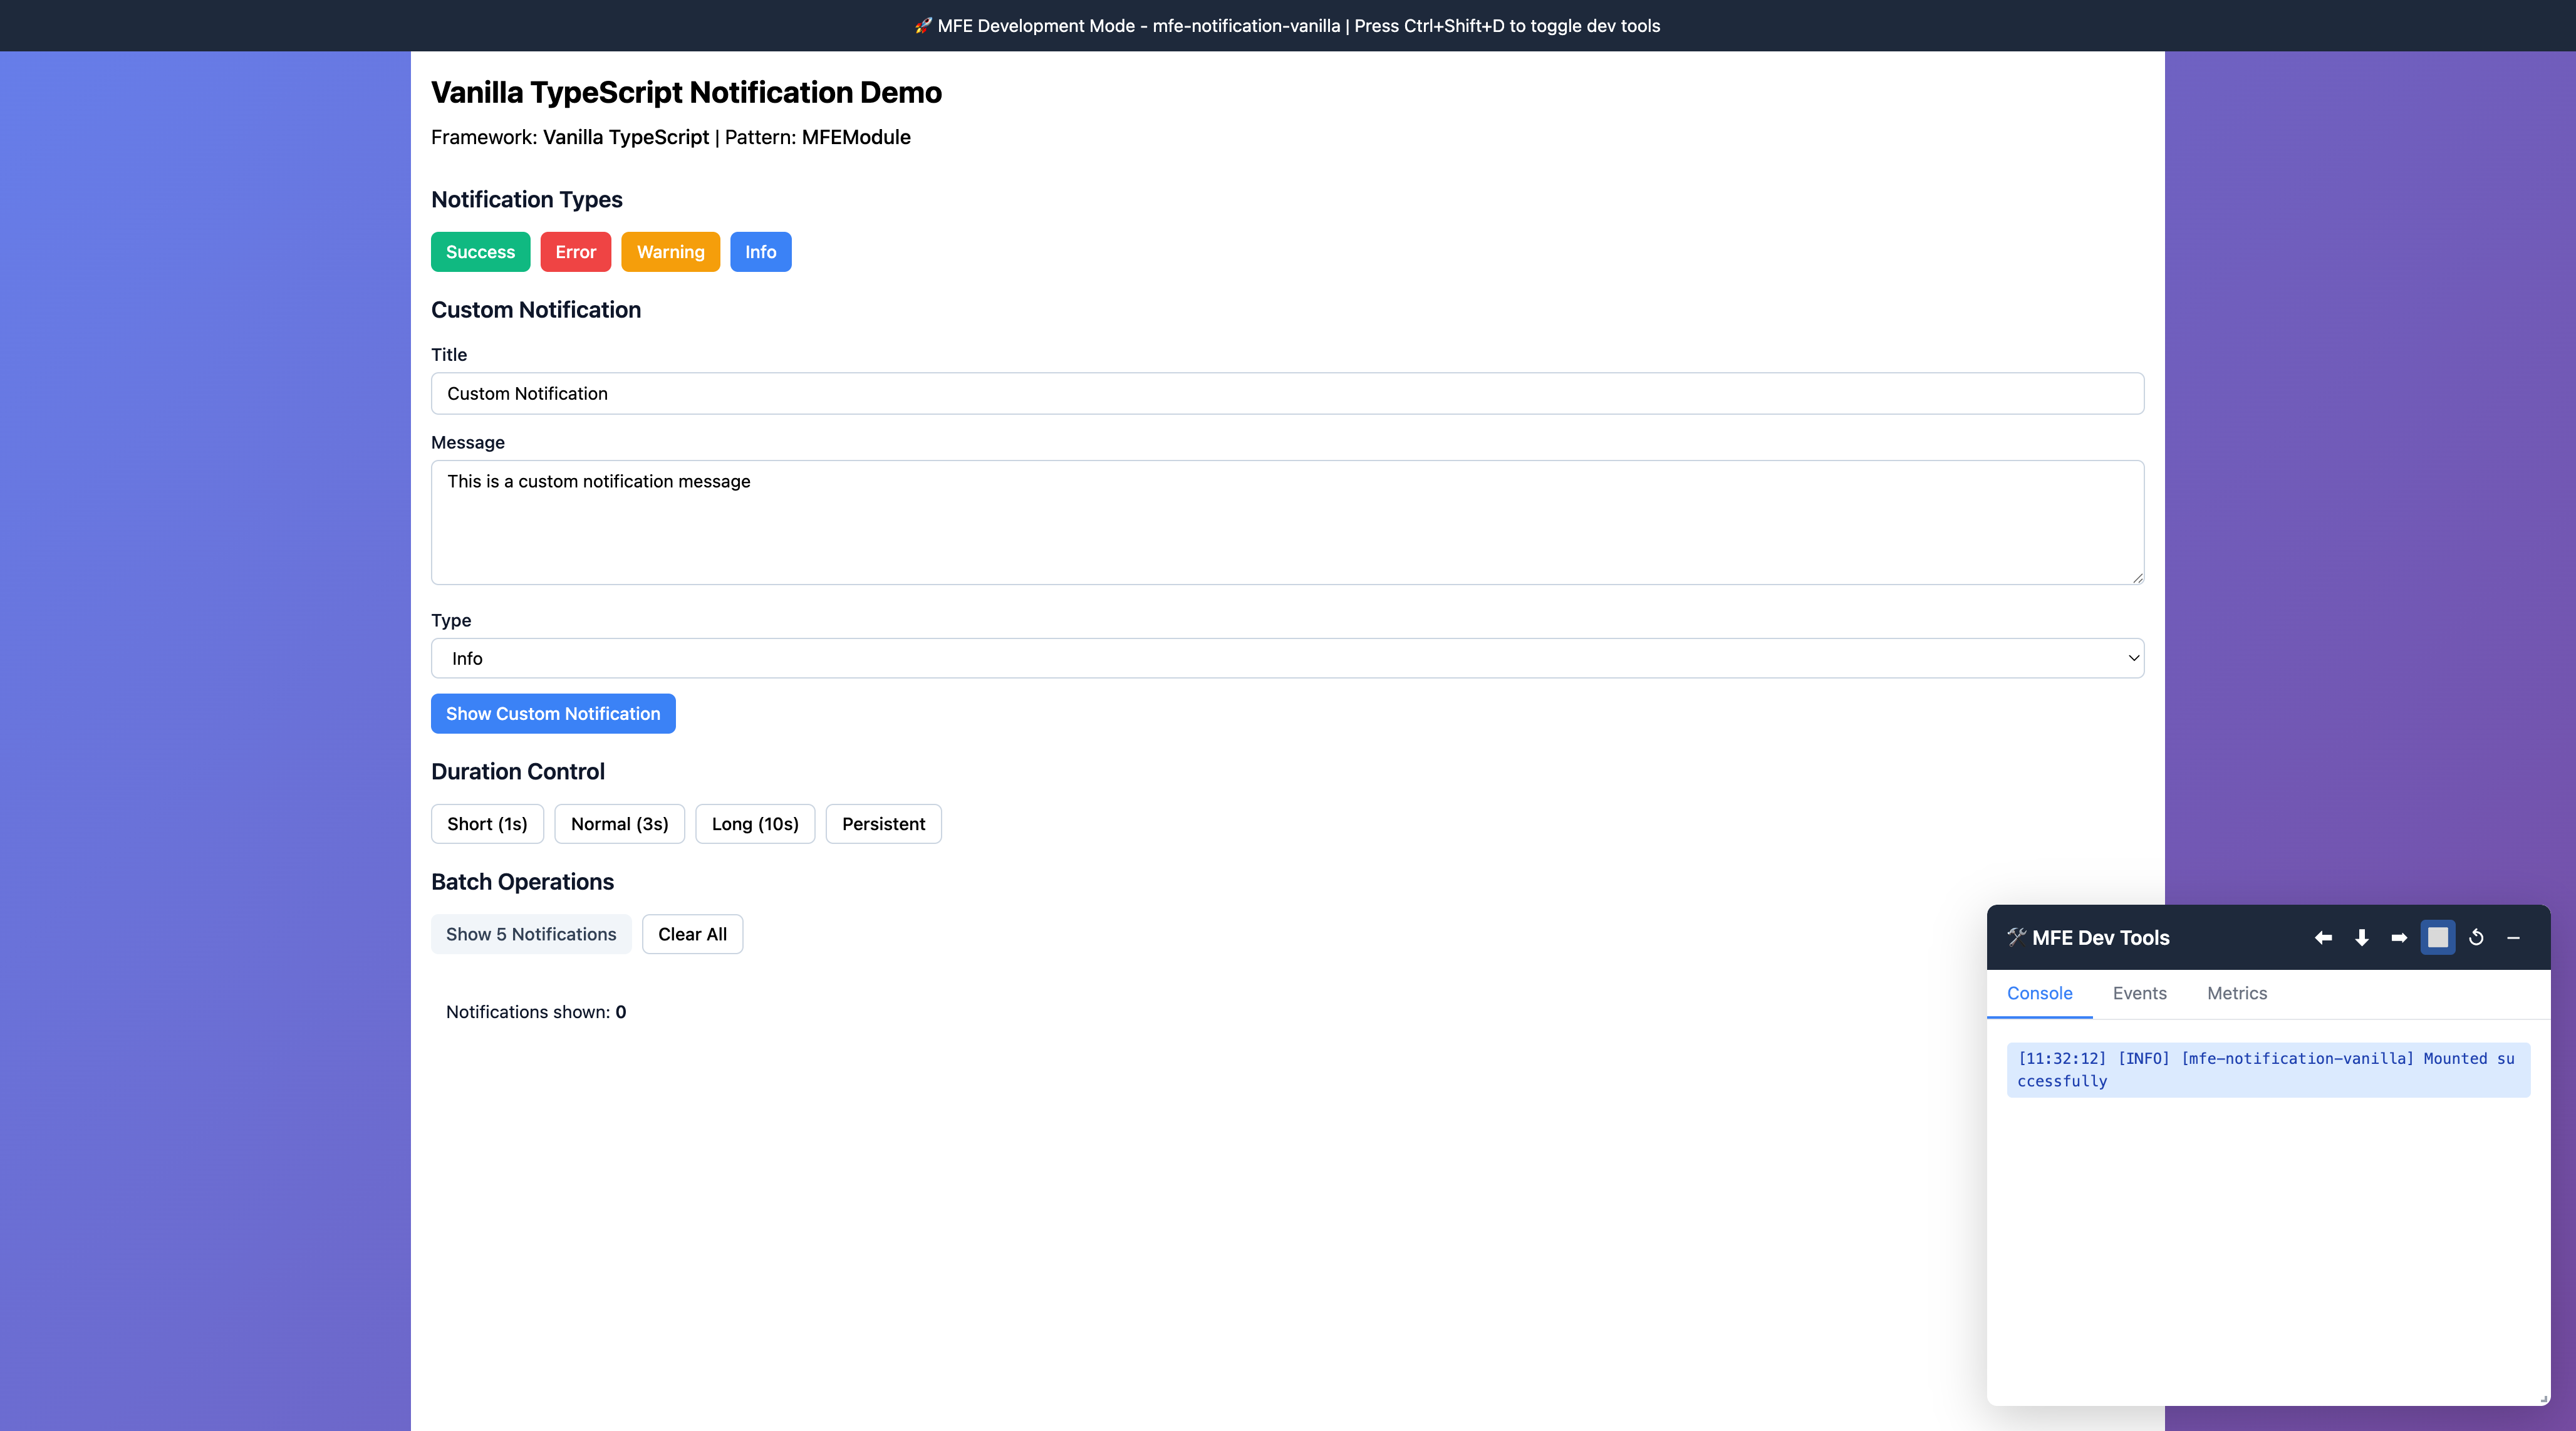 🚀 MFE Development Mode - mfe-notification-vanilla | Press Ctrl+Shift+D to toggle dev tools
Vanilla TypeScript Notification Demo
Framework: Vanilla TypeScript | Pattern: MFEModule
Notification Types
Success Error Warning Info
Custom Notification
Title
Custom Notification
Message
This is a custom notification message
Type
Info
Show Custom Notification
Duration Control
Short (1s) Normal (3s) Long (10s) Persistent
Batch Operations
Show 5 Notifications Clear All
Notifications shown: 0
🛠 MFE Dev Tools
Console Events Metrics
[11:32:12] [INFO] [mfe-notification-vanilla] Mounted su
ccessfully